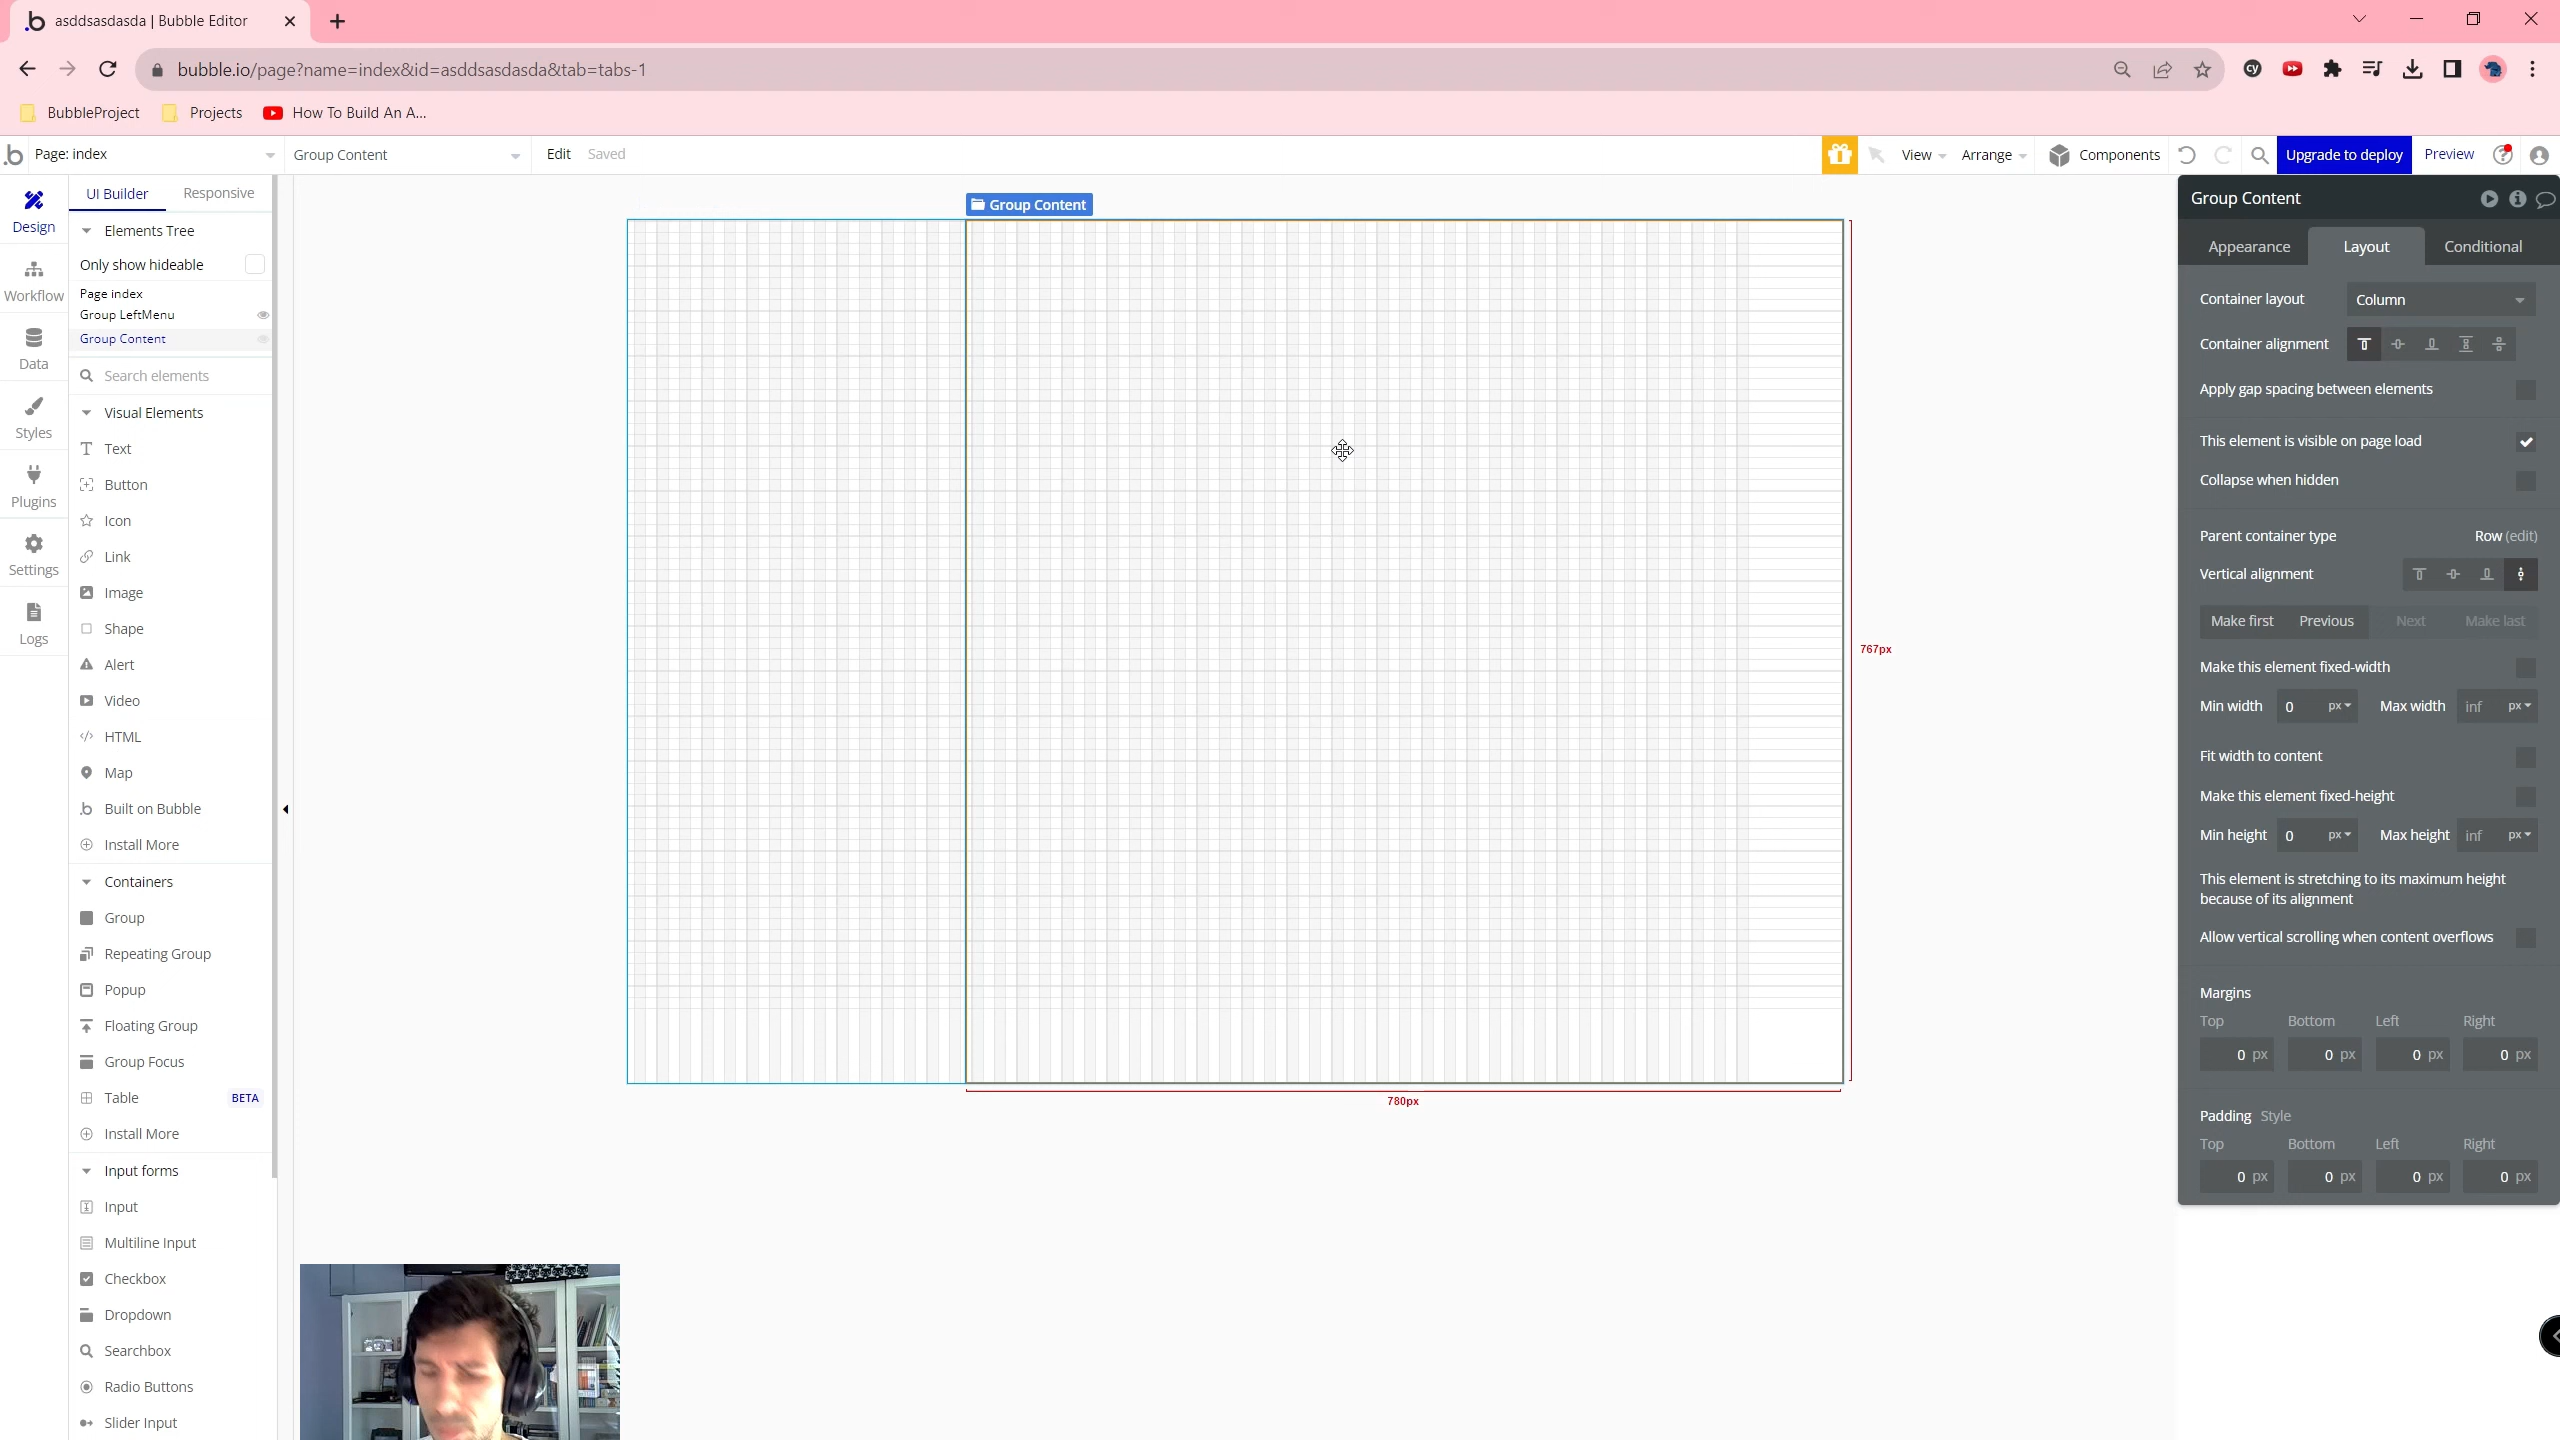 asddsasdasda | Bubble Editor
bubble.io/page?name=index&id=asddsasdasda&tab=tabs-1
BubbleProject
Projects
How To Build An A...
Page: index
Group Content
Edit
Saved
View
Arrange
Components
Upgrade to deploy
Preview
Design
Workflow
Data
Styles
Plugins
Settings
Logs
UI Builder
Responsive
Elements Tree
Only show hideable
Page index
Group LeftMenu
Group Content
Search elements
Visual Elements
Text
Button
Icon
Link
Image
Shape
Alert
Video
HTML
Map
Built on Bubble
Install More
Containers
Group
Repeating Group
Popup
Floating Group
Group Focus
Table BETA
Install More
Input forms
Input
Multiline Input
Checkbox
Dropdown
Searchbox
Radio Buttons
Slider Input
Group Content
767px
780px
Group Content
Appearance
Layout
Conditional
Container layout Column
Container alignment
Apply gap spacing between elements
This element is visible on page load
Collapse when hidden
Parent container type Row (edit)
Vertical alignment
Make first Previous Next Make last
Make this element fixed-width
Min width 0 px Max width inf px
Fit width to content
Make this element fixed-height
Min height 0 px Max height inf px
This element is stretching to its maximum height
because of its alignment
Allow vertical scrolling when content overflows
Margins
Top Bottom Left Right
0 px 0 px 0 px 0 px
Padding Style
Top Bottom Left Right
0 px 0 px 0 px 0 px